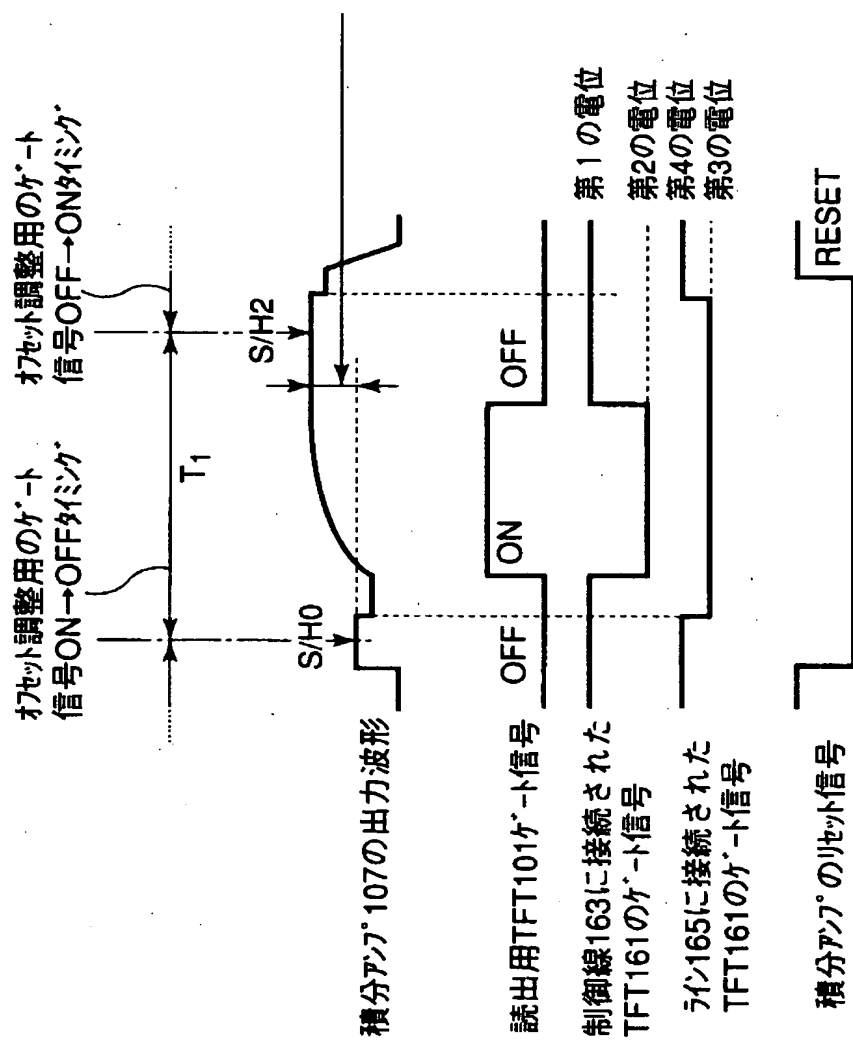 オフセット調整用のゲート
信号ON→OFFタイミング
オフセット調整用のゲート
信号OFF→ONタイミング
T1
S/H0
S/H2
積分アンプ107の出力波形
読出用TFT101ゲート信号
OFF
ON
OFF
制御線163に接続された
TFT161のゲート信号
第1の電位
第2の電位
ライン165に接続された
TFT161のゲート信号
第4の電位
第3の電位
積分アンプのリセット信号
RESET